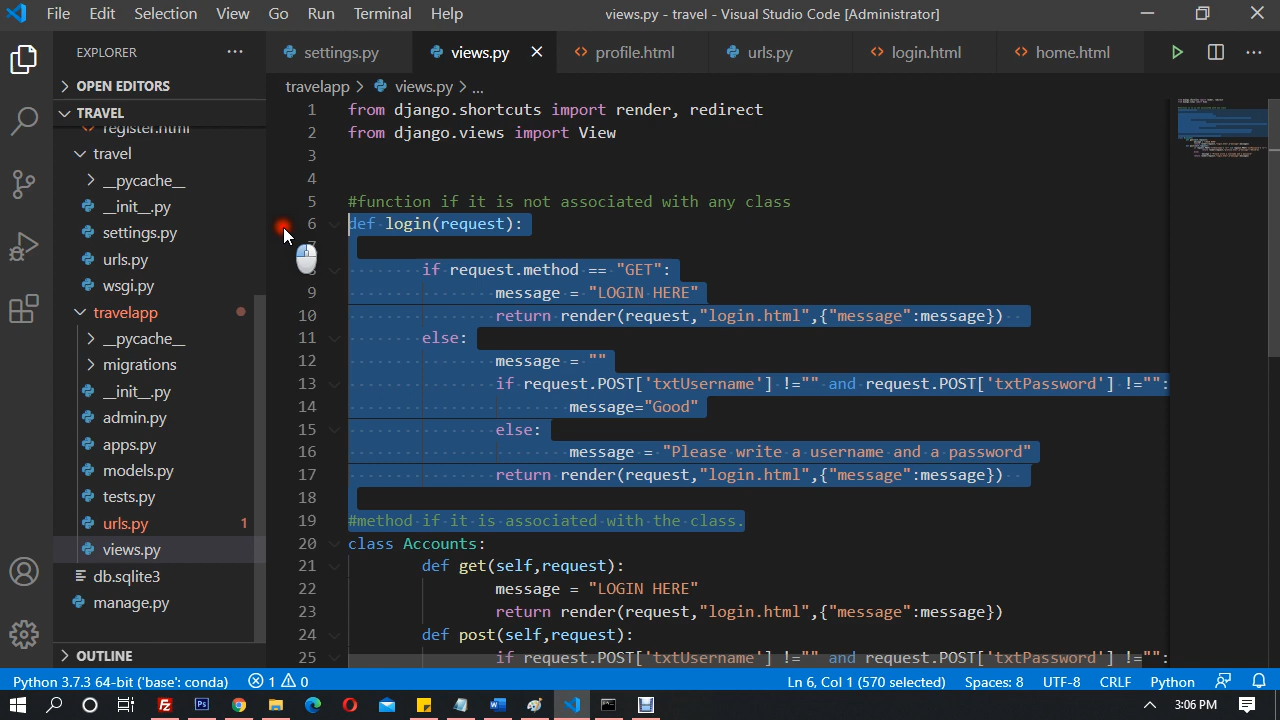 File Edit Selection View Go Run Terminal Help views.py - travel - Visual Studio Code [Administrator]
EXPLORER
settings.py views.py profile.html urls.py login.html home.html
OPEN EDITORS
travelapp > views.py > ...
TRAVEL
register.html
travel
__pycache__
__init__.py
settings.py
urls.py
wsgi.py
travelapp
__pycache__
migrations
__init__.py
admin.py
apps.py
models.py
tests.py
urls.py 1
views.py
db.sqlite3
manage.py
OUTLINE
1 from django.shortcuts import render, redirect
2 from django.views import View
3
4
5 #function if it is not associated with any class
6 def login(request):
7
8 if request.method == "GET":
9 message = "LOGIN HERE"
10 return render(request,"login.html",{"message":message})
11 else:
12 message = ""
13 if request.POST['txtUsername'] !="" and request.POST['txtPassword'] !="":
14 message="Good"
15 else:
16 message = "Please write a username and a password"
17 return render(request,"login.html",{"message":message})
18
19 #method if it is associated with the class.
20 class Accounts:
21 def get(self,request):
22 message = "LOGIN HERE"
23 return render(request,"login.html",{"message":message})
24 def post(self,request):
25 if request.POST['txtUsername'] !="" and request.POST['txtPassword'] !="":
Python 3.7.3 64-bit ('base': conda) 1 0 Ln 6, Col 1 (570 selected) Spaces: 8 UTF-8 CRLF Python
3:06 PM